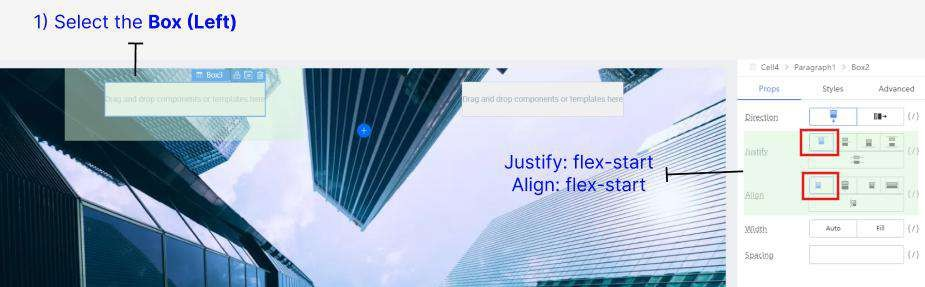 1) Select the Box (Left)
Box3
Drag and drop components or templates here
Drag and drop components or templates here
Justify: flex-start
Align: flex-start
Cell4 > Paragraph1 > Box2
Props Styles Advanced
Direction {/}
Justify {/}
Align {/}
Width Auto Fill {/}
Spacing {/}